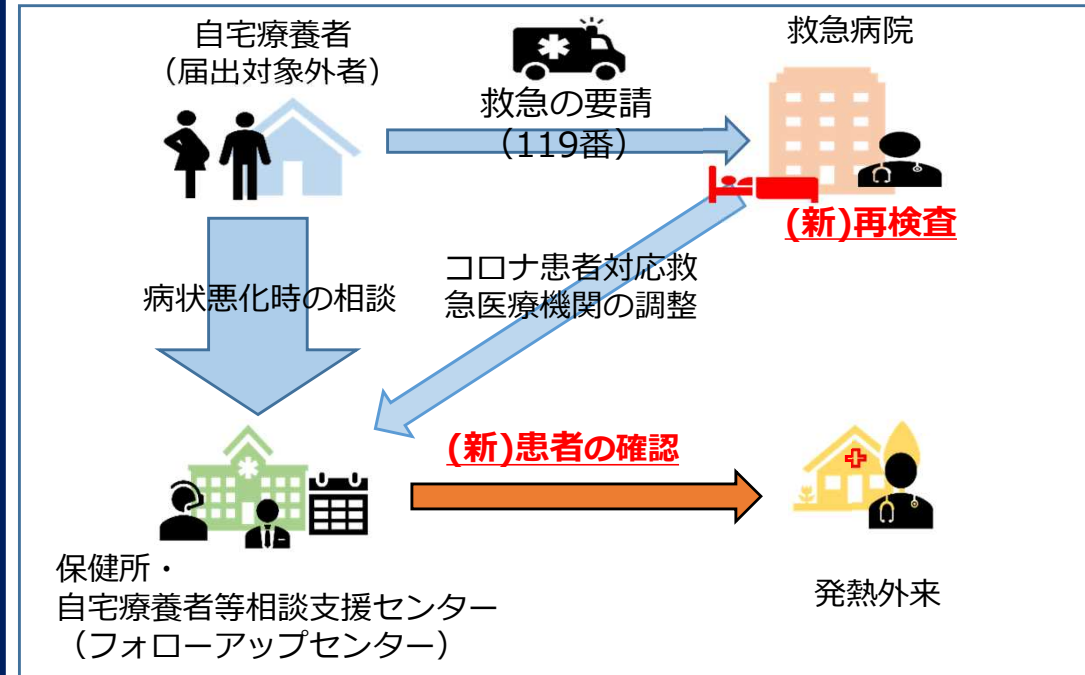 自宅療養者
（届出対象外者）
救急の要請
（119番）
救急病院
(新)再検査
病状悪化時の相談
コロナ患者対応救
急医療機関の調整
(新)患者の確認
保健所・
自宅療養者等相談支援センター
（フォローアップセンター）
発熱外来